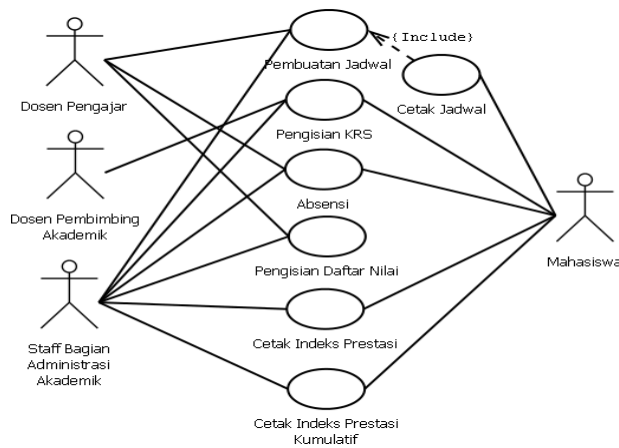 {Include}
Pembuatan Jadwal
Dosen Pengajar
Cetak Jadwal
Pengisian KRS
Dosen Pembimbing
Akademik
Absensi
Mahasiswa
Pengisian Daftar Nilai
Staff Bagian
Administrasi
Akademik
Cetak Indeks Prestasi
Cetak Indeks Prestasi
Kumulatif